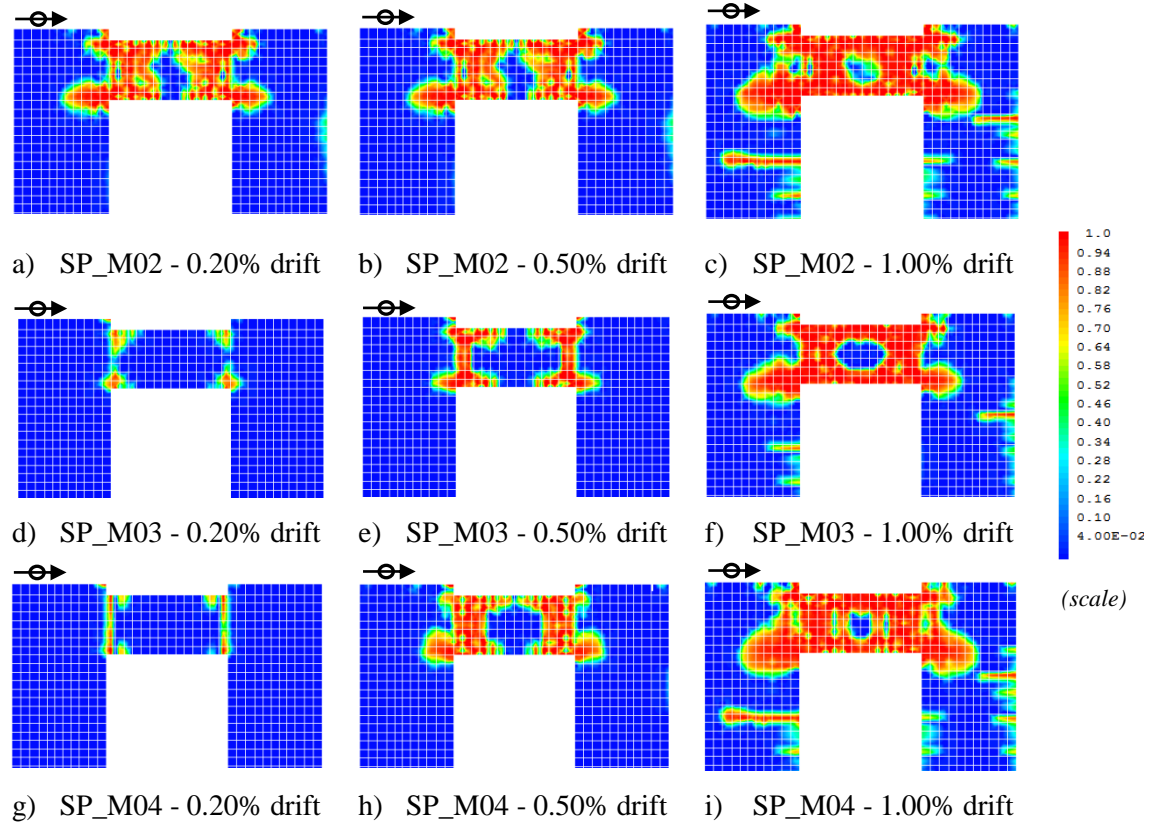 a) SP_M02 - 0.20% drift
b) SP_M02 - 0.50% drift
c) SP_M02 - 1.00% drift
d) SP_M03 - 0.20% drift
e) SP_M03 - 0.50% drift
f) SP_M03 - 1.00% drift
g) SP_M04 - 0.20% drift
h) SP_M04 - 0.50% drift
i) SP_M04 - 1.00% drift
1.0
0.94
0.88
0.82
0.76
0.70
0.64
0.58
0.52
0.46
0.40
0.34
0.28
0.22
0.16
0.10
4.00E-02
(scale)